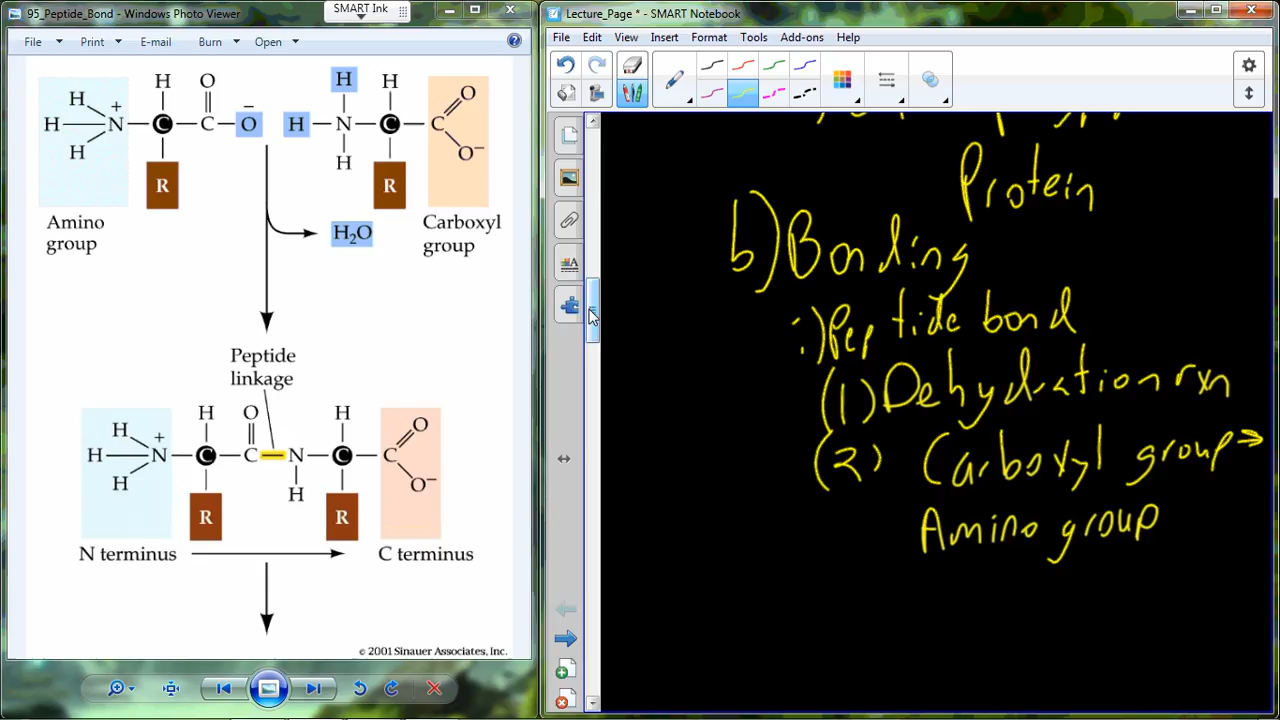 95_Peptide_Bond - Windows Photo Viewer
SMART Ink
File Print E-mail Burn Open
H O H H
H + H O
H N C C O − H N C C
H H O−
R R
Amino group
H2O
Carboxyl group
Peptide linkage
H O H
H + O
H N C C N C C
H H O−
R R
N terminus
C terminus
© 2001 Sinauer Associates, Inc.
Lecture_Page * - SMART Notebook
File Edit View Insert Format Tools Add-ons Help
Protein
b) Bonding
i) Peptide bond
(1) Dehydration rxn
(2) Carboxyl group →
Amino group